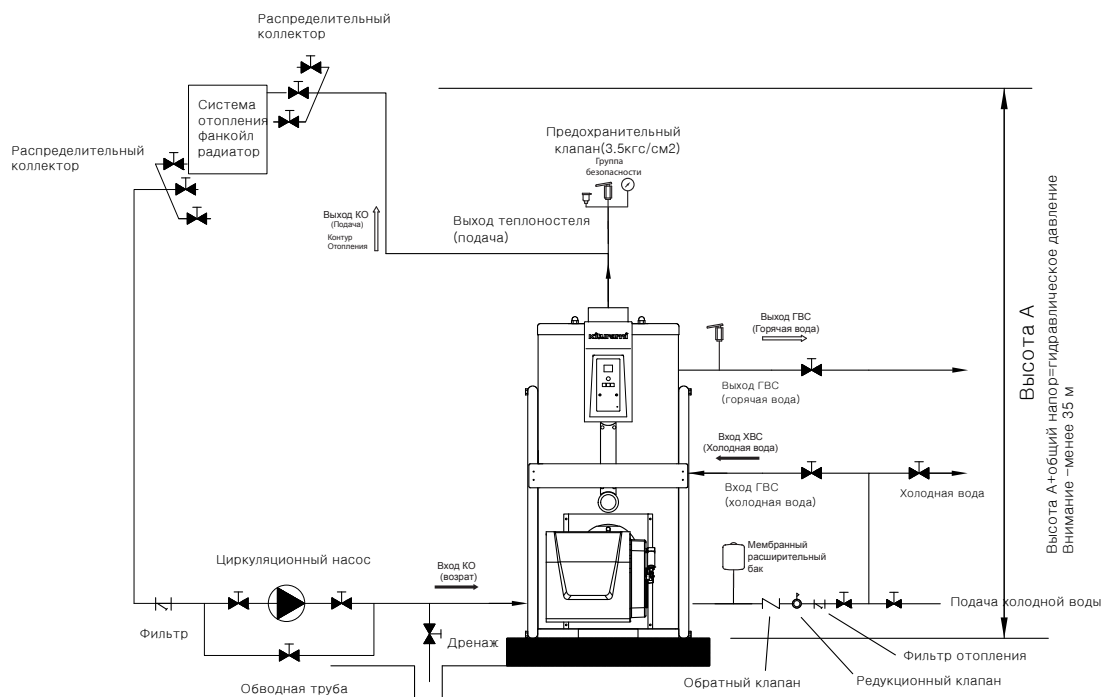 Распределительный
коллектор
Система
отопления
фанкойл
радиатор
Распределительный
коллектор
Предохранительный
клапан(3.5кгс/см2)
Группа
безопасности
Выход КО
(Подача)
Контур
Отопления
Выход теплоностеля
(подача)
kiturami
Выход ГВС
(Горячая вода)
Выход ГВС
(горячая вода)
Вход ХВС
(Холодная вода)
Вход ГВС
(холодная вода)
Холодная вода
Высота А
Высота А+общий напор=гидравлическое давление
Внимание –менее 35 м
Мембранный
расширительный
бак
Циркуляционный насос
Вход КО
(возрат)
Подача холодной воды
Фильтр
Дренаж
Фильтр отопления
Обводная труба
Обратный клапан
Редукционный клапан